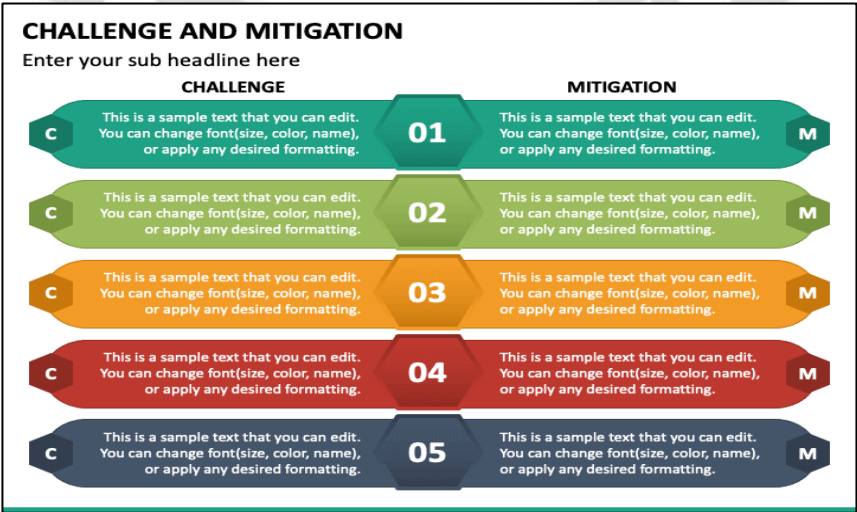 CHALLENGE AND MITIGATION
Enter your sub headline here
CHALLENGE
MITIGATION
C
This is a sample text that you can edit.
You can change font(size, color, name),
or apply any desired formatting.
01
This is a sample text that you can edit.
You can change font(size, color, name),
or apply any desired formatting.
M
C
This is a sample text that you can edit.
You can change font(size, color, name),
or apply any desired formatting.
02
This is a sample text that you can edit.
You can change font(size, color, name),
or apply any desired formatting.
M
C
This is a sample text that you can edit.
You can change font(size, color, name),
or apply any desired formatting.
03
This is a sample text that you can edit.
You can change font(size, color, name),
or apply any desired formatting.
M
C
This is a sample text that you can edit.
You can change font(size, color, name),
or apply any desired formatting.
04
This is a sample text that you can edit.
You can change font(size, color, name),
or apply any desired formatting.
M
C
This is a sample text that you can edit.
You can change font(size, color, name),
or apply any desired formatting.
05
This is a sample text that you can edit.
You can change font(size, color, name),
or apply any desired formatting.
M